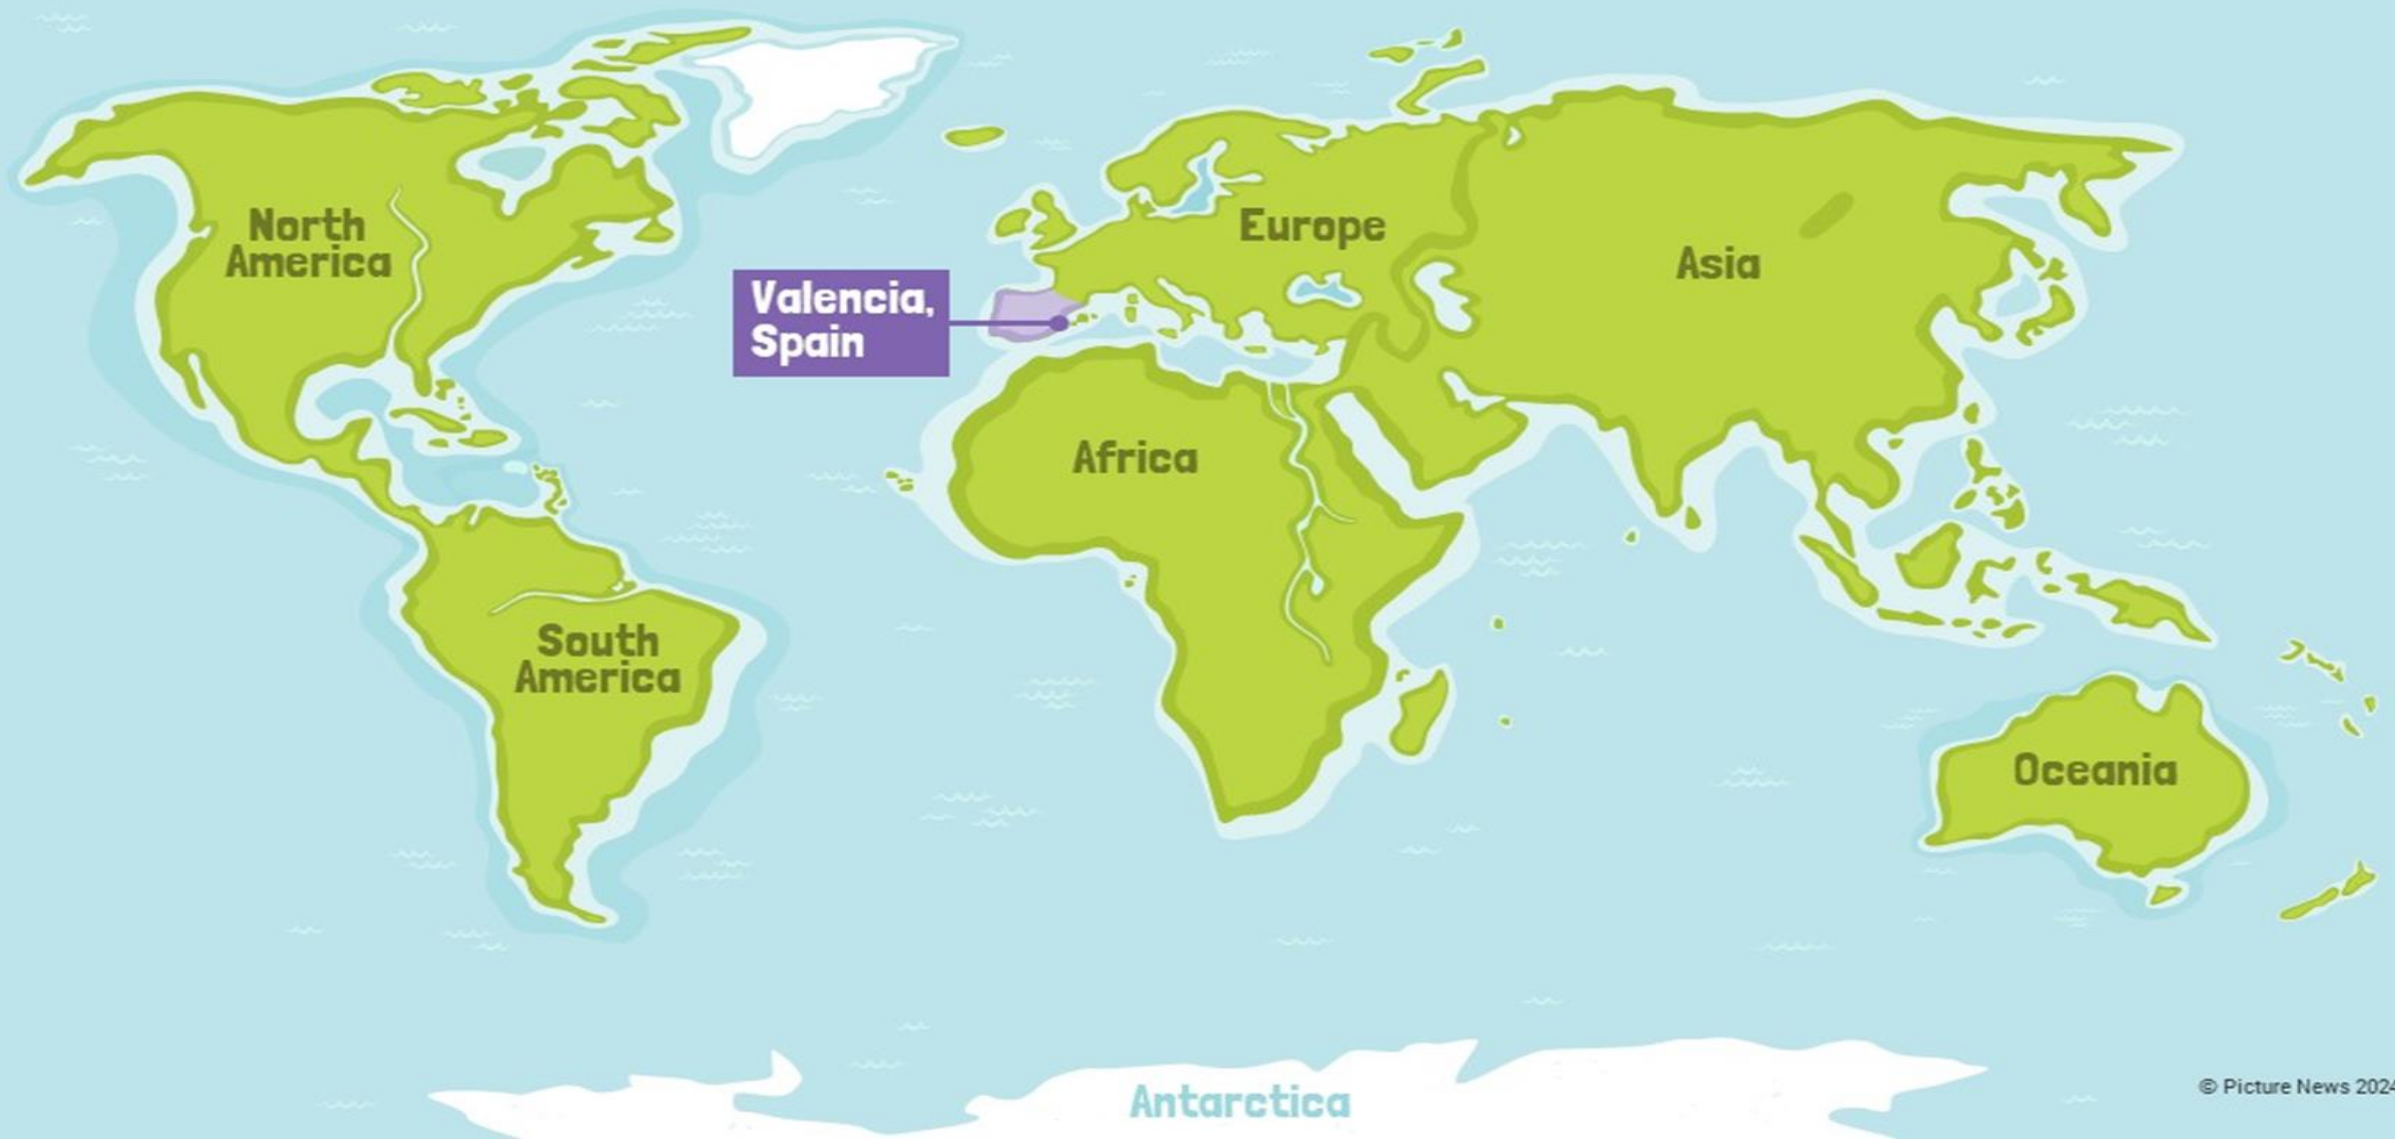 North
America
Europe
Asia
Valencia,
Spain
Africa
South
America
Oceania
Antarctica
© Picture News 2024